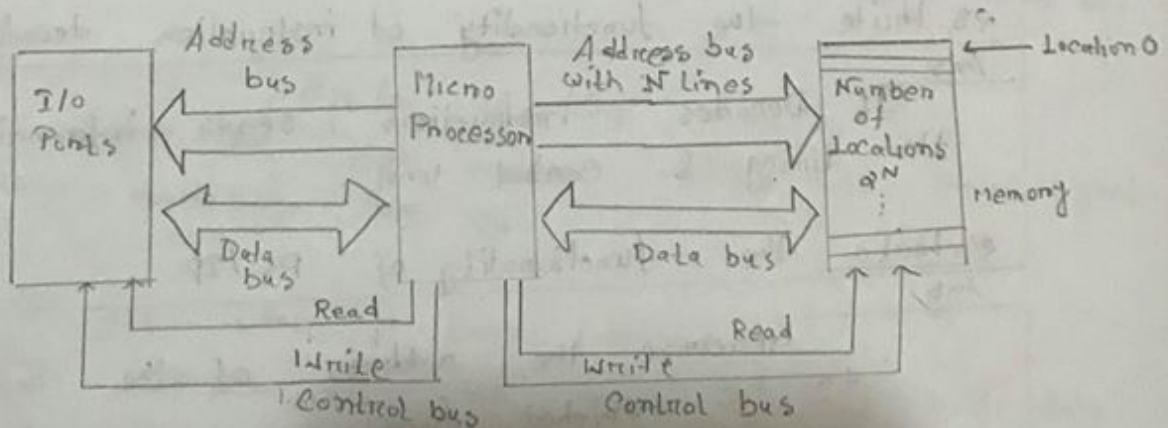 Address
bus
I/O
Ports
Micro
Processor
Address bus
with N Lines
Location 0
Number
of
Locations
2^N
Memory
Data
bus
Data bus
Read
Write
Control bus
Read
Write
Control bus